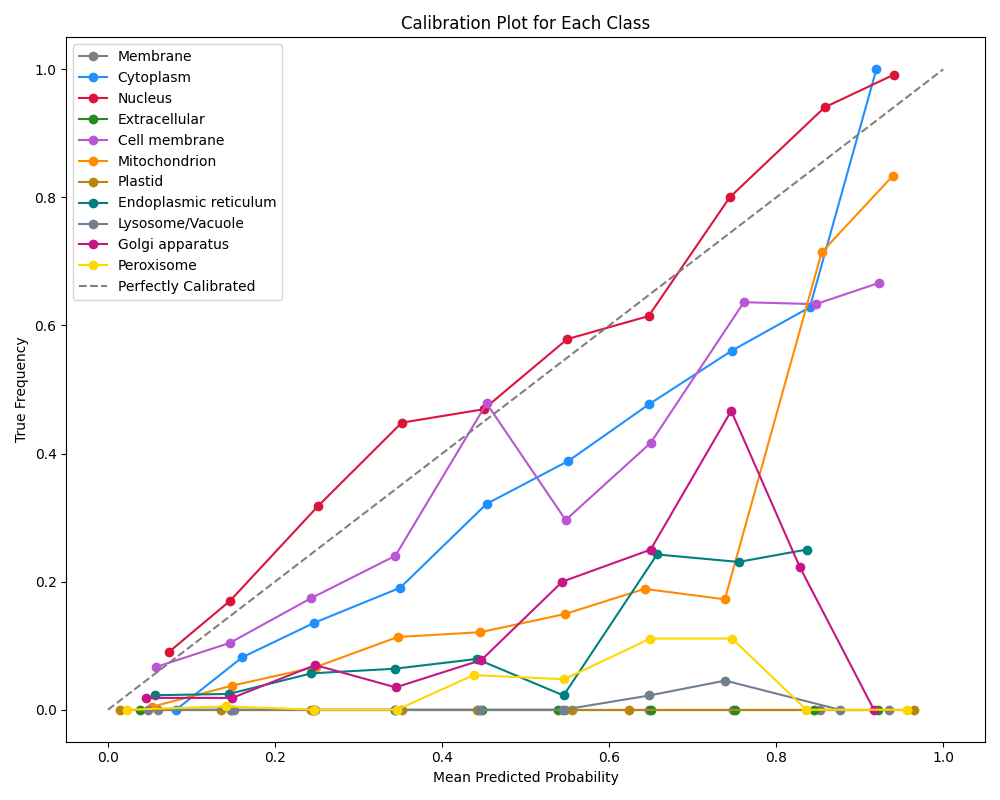 Calibration Plot for Each Class
Membrane
Cytoplasm
Nucleus
Extracellular
Cell membrane
Mitochondrion
Plastid
Endoplasmic reticulum
Lysosome/Vacuole
Golgi apparatus
Peroxisome
Perfectly Calibrated
True Frequency
1.0
0.8
0.6
0.4
0.2
0.0
0.0 0.2 0.4 0.6 0.8 1.0
Mean Predicted Probability